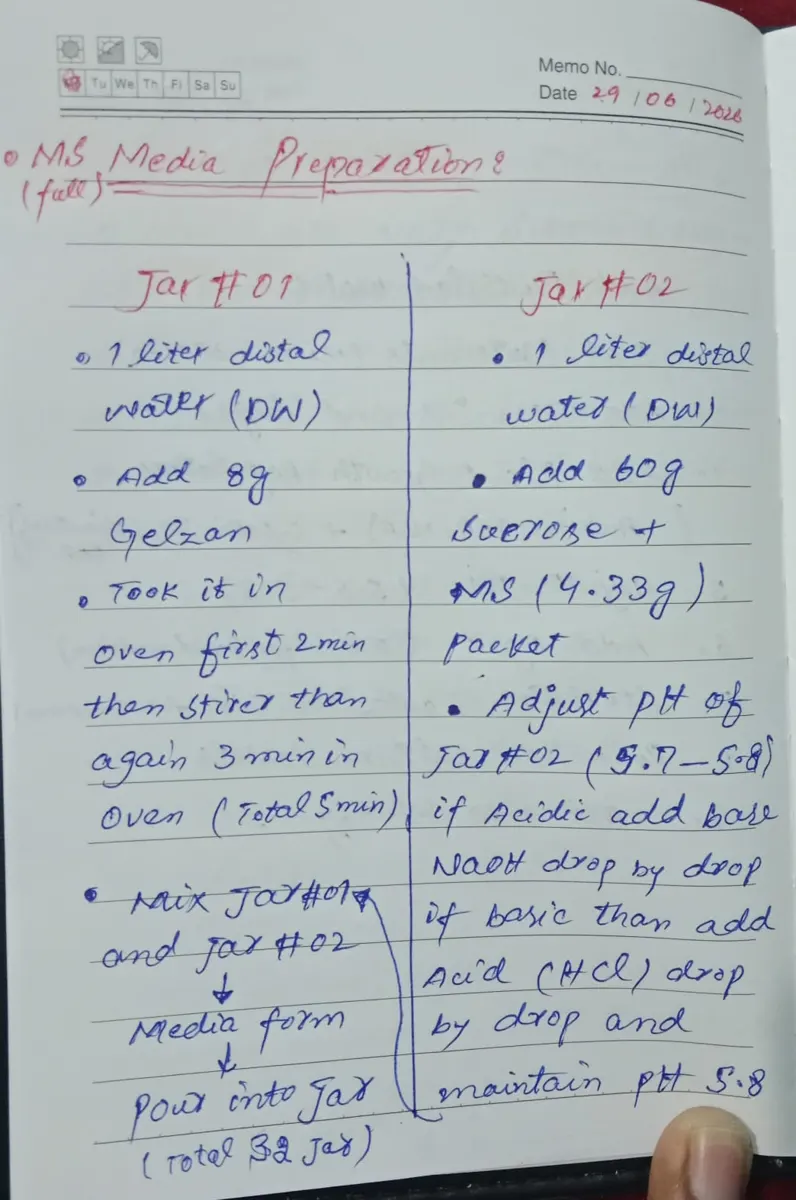 Memo No.
Tu We Th Fi Sa Su
Date 29/06/2026
MS Media Preparation:
(full)
Jar #01
1 liter distal
water (DW)
Add 8g
Gelzan
Took it in
oven first 2min
then stirer than
again 3 min in
oven (Total 5min)
Mix Jar#01
and jar #02
↓
Media form
↓
Pour into Jar
(Total 32 Jar)
Jar #02
1 liter distal
water (DW)
Add 60g
Sucrose +
MS (4.33g)
packet
Adjust pH of
Jar #02 (5.7-5.8)
if Acidic add base
NaOH drop by drop
if basic than add
Acid (HCl) drop
by drop and
maintain pH 5.8